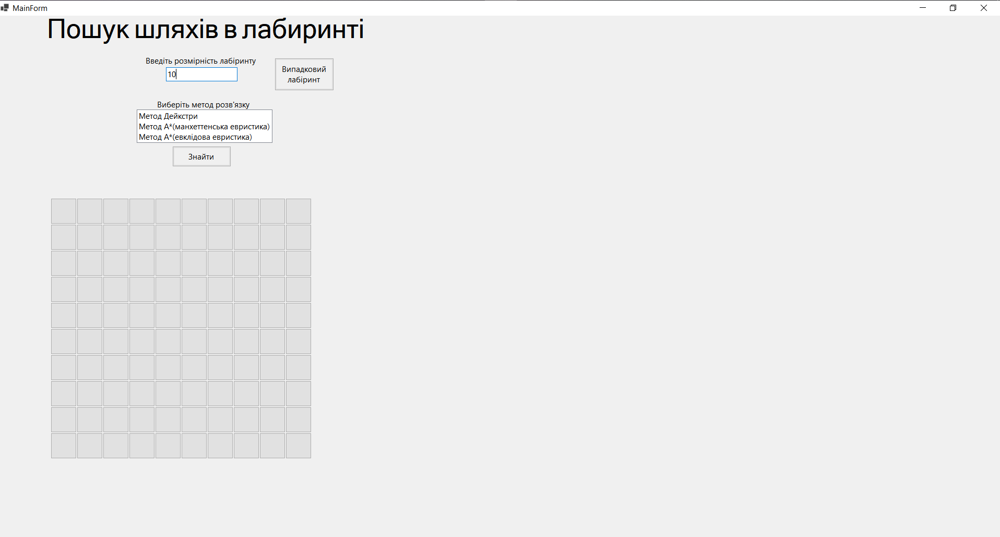 MainForm
Пошук шляхів в лабиринті
Введіть розмірність лабіринту
10
Випадковий
лабіринт
Виберіть метод розв'язку
Метод Дейкстри
Метод А*(манхеттенська евристика)
Метод А*(евклідова евристика)
Знайти